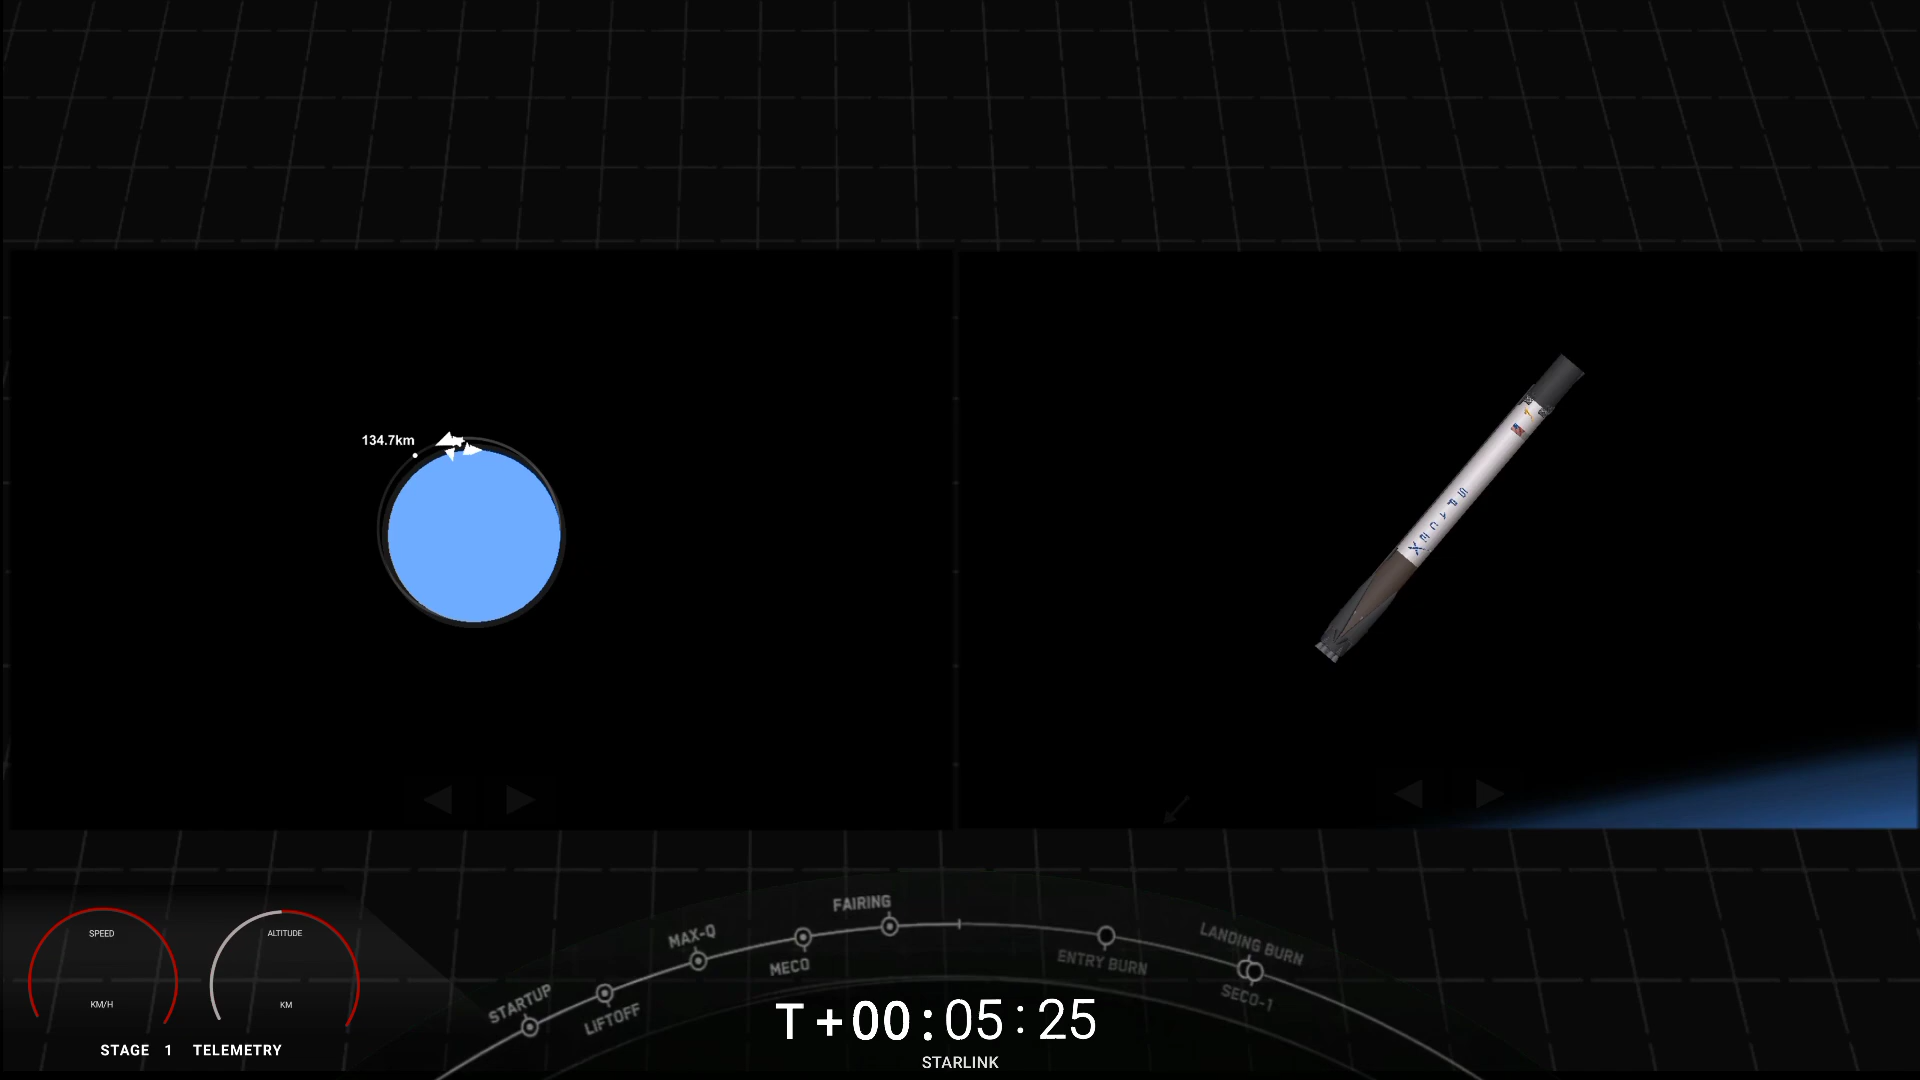 134.7km
SPACEX
FAIRING
MAX-Q
MECO
ENTRY BURN
LANDING BURN
STARTUP
LIFTOFF
SECO-1
SPEED
ALTITUDE
KM/H
KM
T+00:05:25
STAGE 1 TELEMETRY
STARLINK